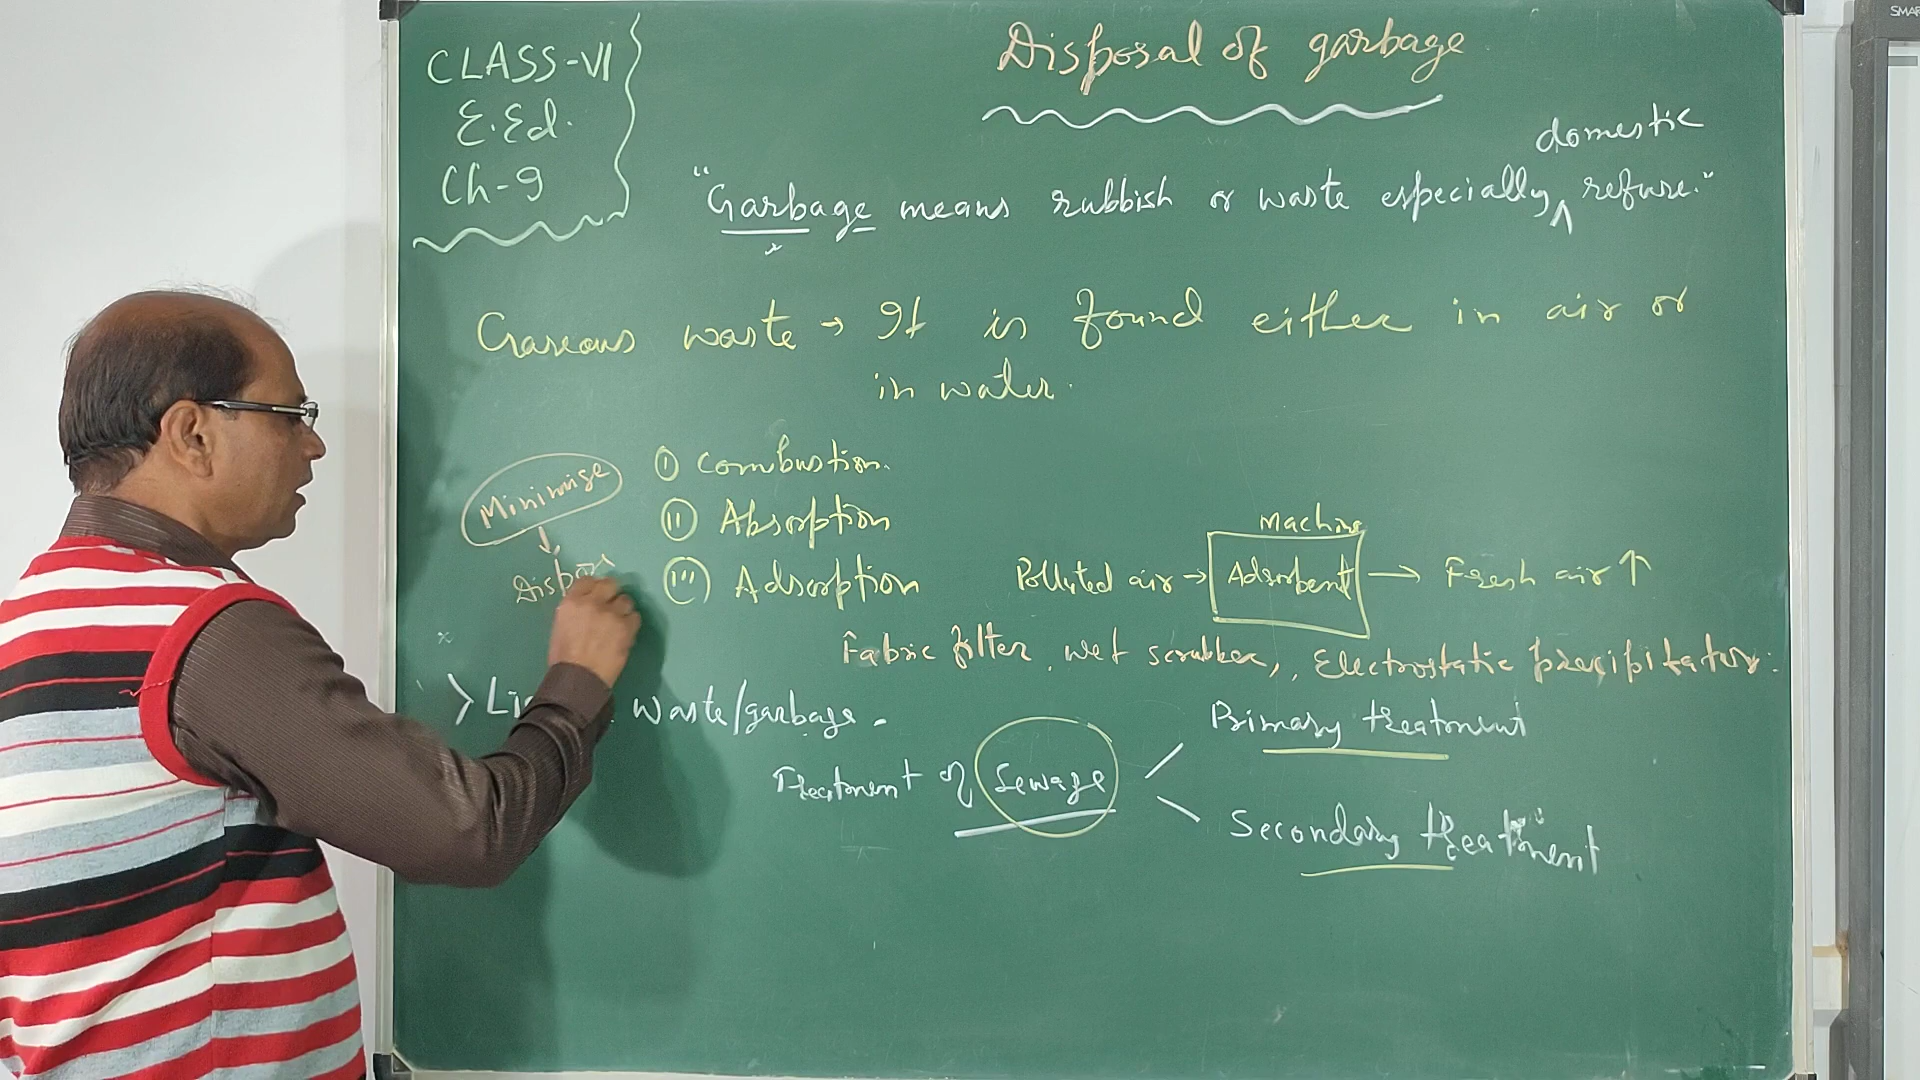 CLASS-VI
E.Ed.
Ch-9
Disposal of garbage
domestic
"Garbage means rubbish or waste especially ^ refuse."
Gaseous waste → It is found either in air or
in water.
Minimise
Dispos
(i) Combustion.
(ii) Absorption
(iii) Adsorption
Machine
Polluted air → Adsorbent → Fresh air ↑
Fabric filter, wet scrubber, Electrostatic precipitator.
waste/garbage.
Treatment of Sewage
Primary treatment
Secondary treatment
SMAR